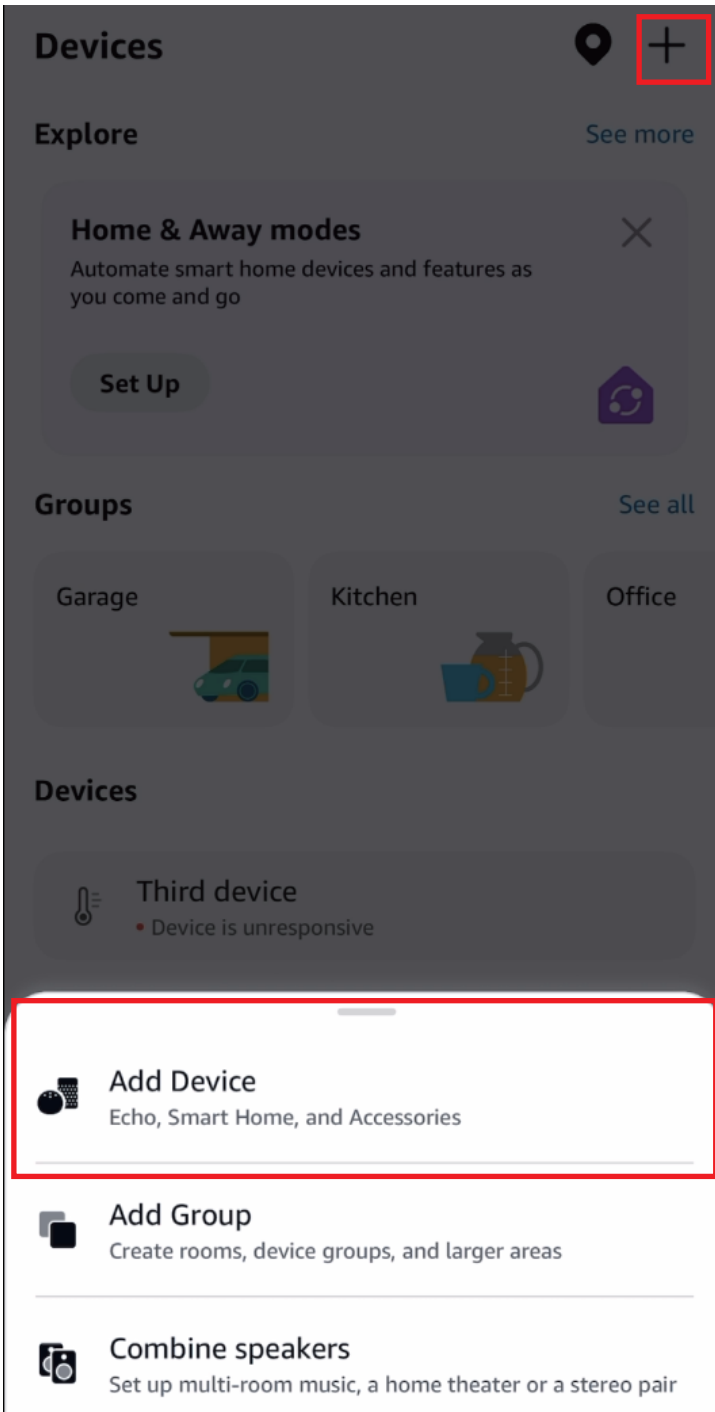 Devices
Explore
See more
Home & Away modes
Automate smart home devices and features as
you come and go
Set Up
Groups
See all
Garage
Kitchen
Office
Devices
Third device
• Device is unresponsive
Add Device
Echo, Smart Home, and Accessories
Add Group
Create rooms, device groups, and larger areas
Combine speakers
Set up multi-room music, a home theater or a stereo pair